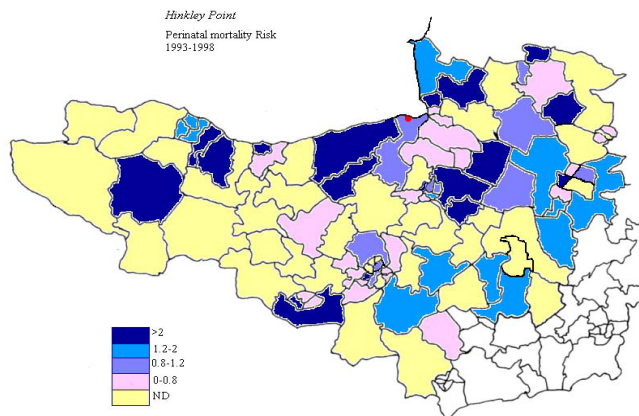 Hinkley Point
Perinatal mortality Risk
1993-1998
>2
1.2-2
0.8-1.2
0-0.8
ND